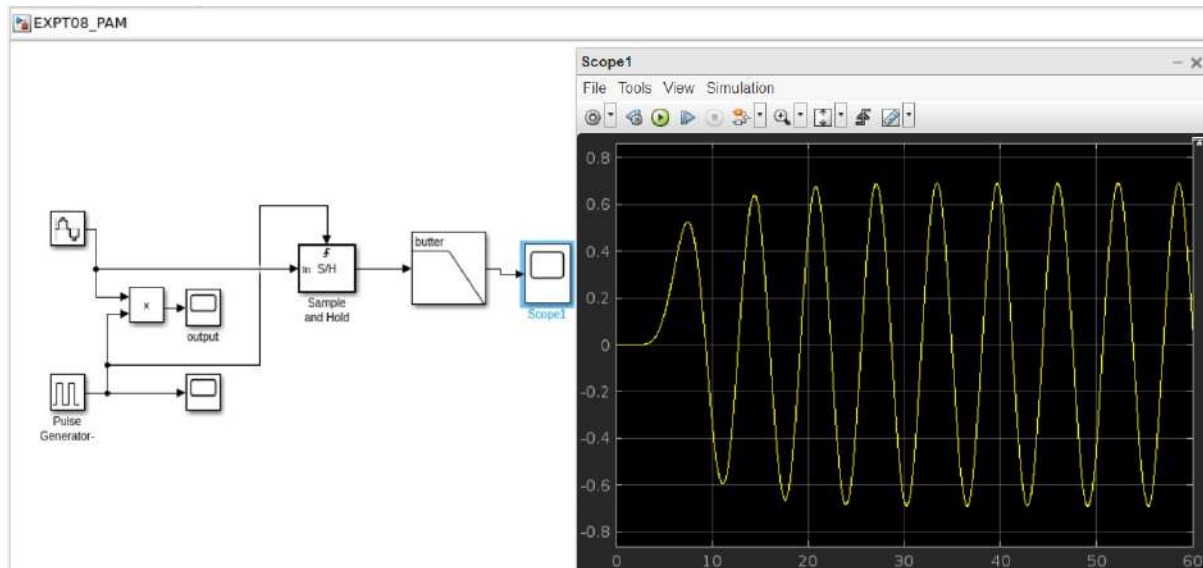 EXPT08_PAM
Scope1
File Tools View Simulation
butter
In S/H
Sample
and Hold
Scope1
x
output
Pulse
Generator-
0.8
0.6
0.4
0.2
0
-0.2
-0.4
-0.6
-0.8
0 10 20 30 40 50 60